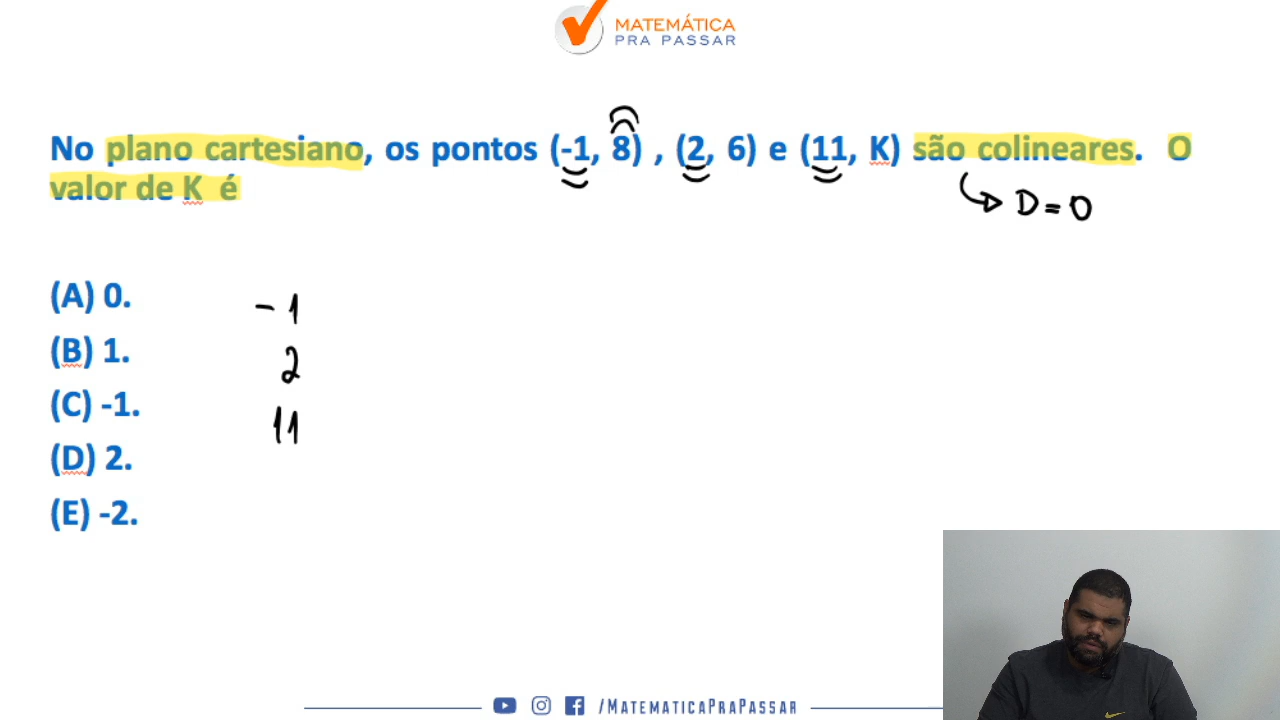 MATEMÁTICA
PRA PASSAR
No plano cartesiano, os pontos (-1, 8) , (2, 6) e (11, K) são colineares. O
valor de K é
D = 0
(A) 0.
(B) 1.
(C) -1.
(D) 2.
(E) -2.
- 1
2
11
/MATEMATICAPRAPASSAR